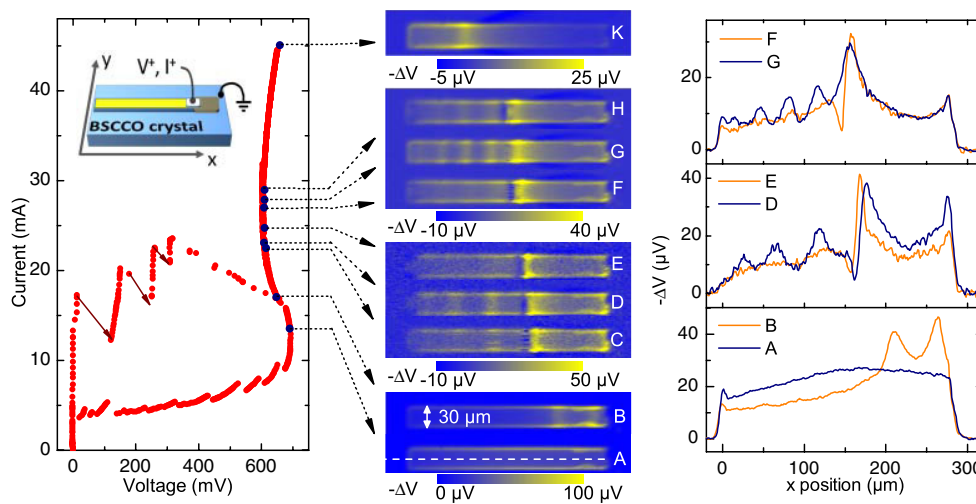 50
40
30
20
10
0
Current (mA)
0
200
400
600
Voltage (mV)
y
V⁺, I⁺
BSCCO crystal
x
K
-ΔV
-5 µV
25 µV
H
G
F
-ΔV
-10 µV
40 µV
E
D
C
-ΔV
-10 µV
50 µV
30 µm
B
A
-ΔV
0 µV
100 µV
F
G
20
0
E
D
40
20
0
-ΔV (µV)
B
A
40
20
0
0
100
200
300
x position (µm)